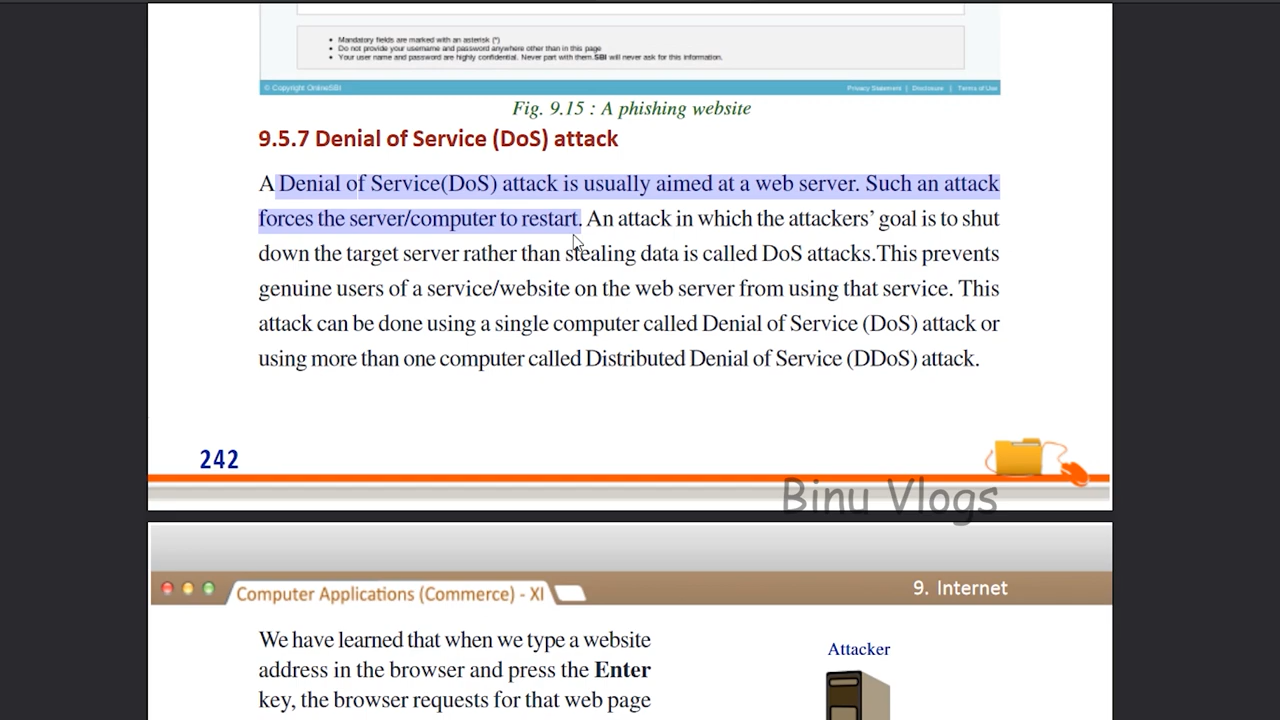 Mandatory fields are marked with an asterisk (*)
Do not provide your username and password anywhere other than in this page
Your user name and password are highly confidential. Never part with them.SBI will never ask for this information.
© Copyright OnlineSBI
Privacy Statement | Disclosure | Terms of Use
Fig. 9.15 : A phishing website
9.5.7 Denial of Service (DoS) attack
A Denial of Service(DoS) attack is usually aimed at a web server. Such an attack
forces the server/computer to restart. An attack in which the attackers’ goal is to shut
down the target server rather than stealing data is called DoS attacks.This prevents
genuine users of a service/website on the web server from using that service. This
attack can be done using a single computer called Denial of Service (DoS) attack or
using more than one computer called Distributed Denial of Service (DDoS) attack.
242
Binu Vlogs
Computer Applications (Commerce) - XI
9. Internet
We have learned that when we type a website
address in the browser and press the Enter
key, the browser requests for that web page
Attacker